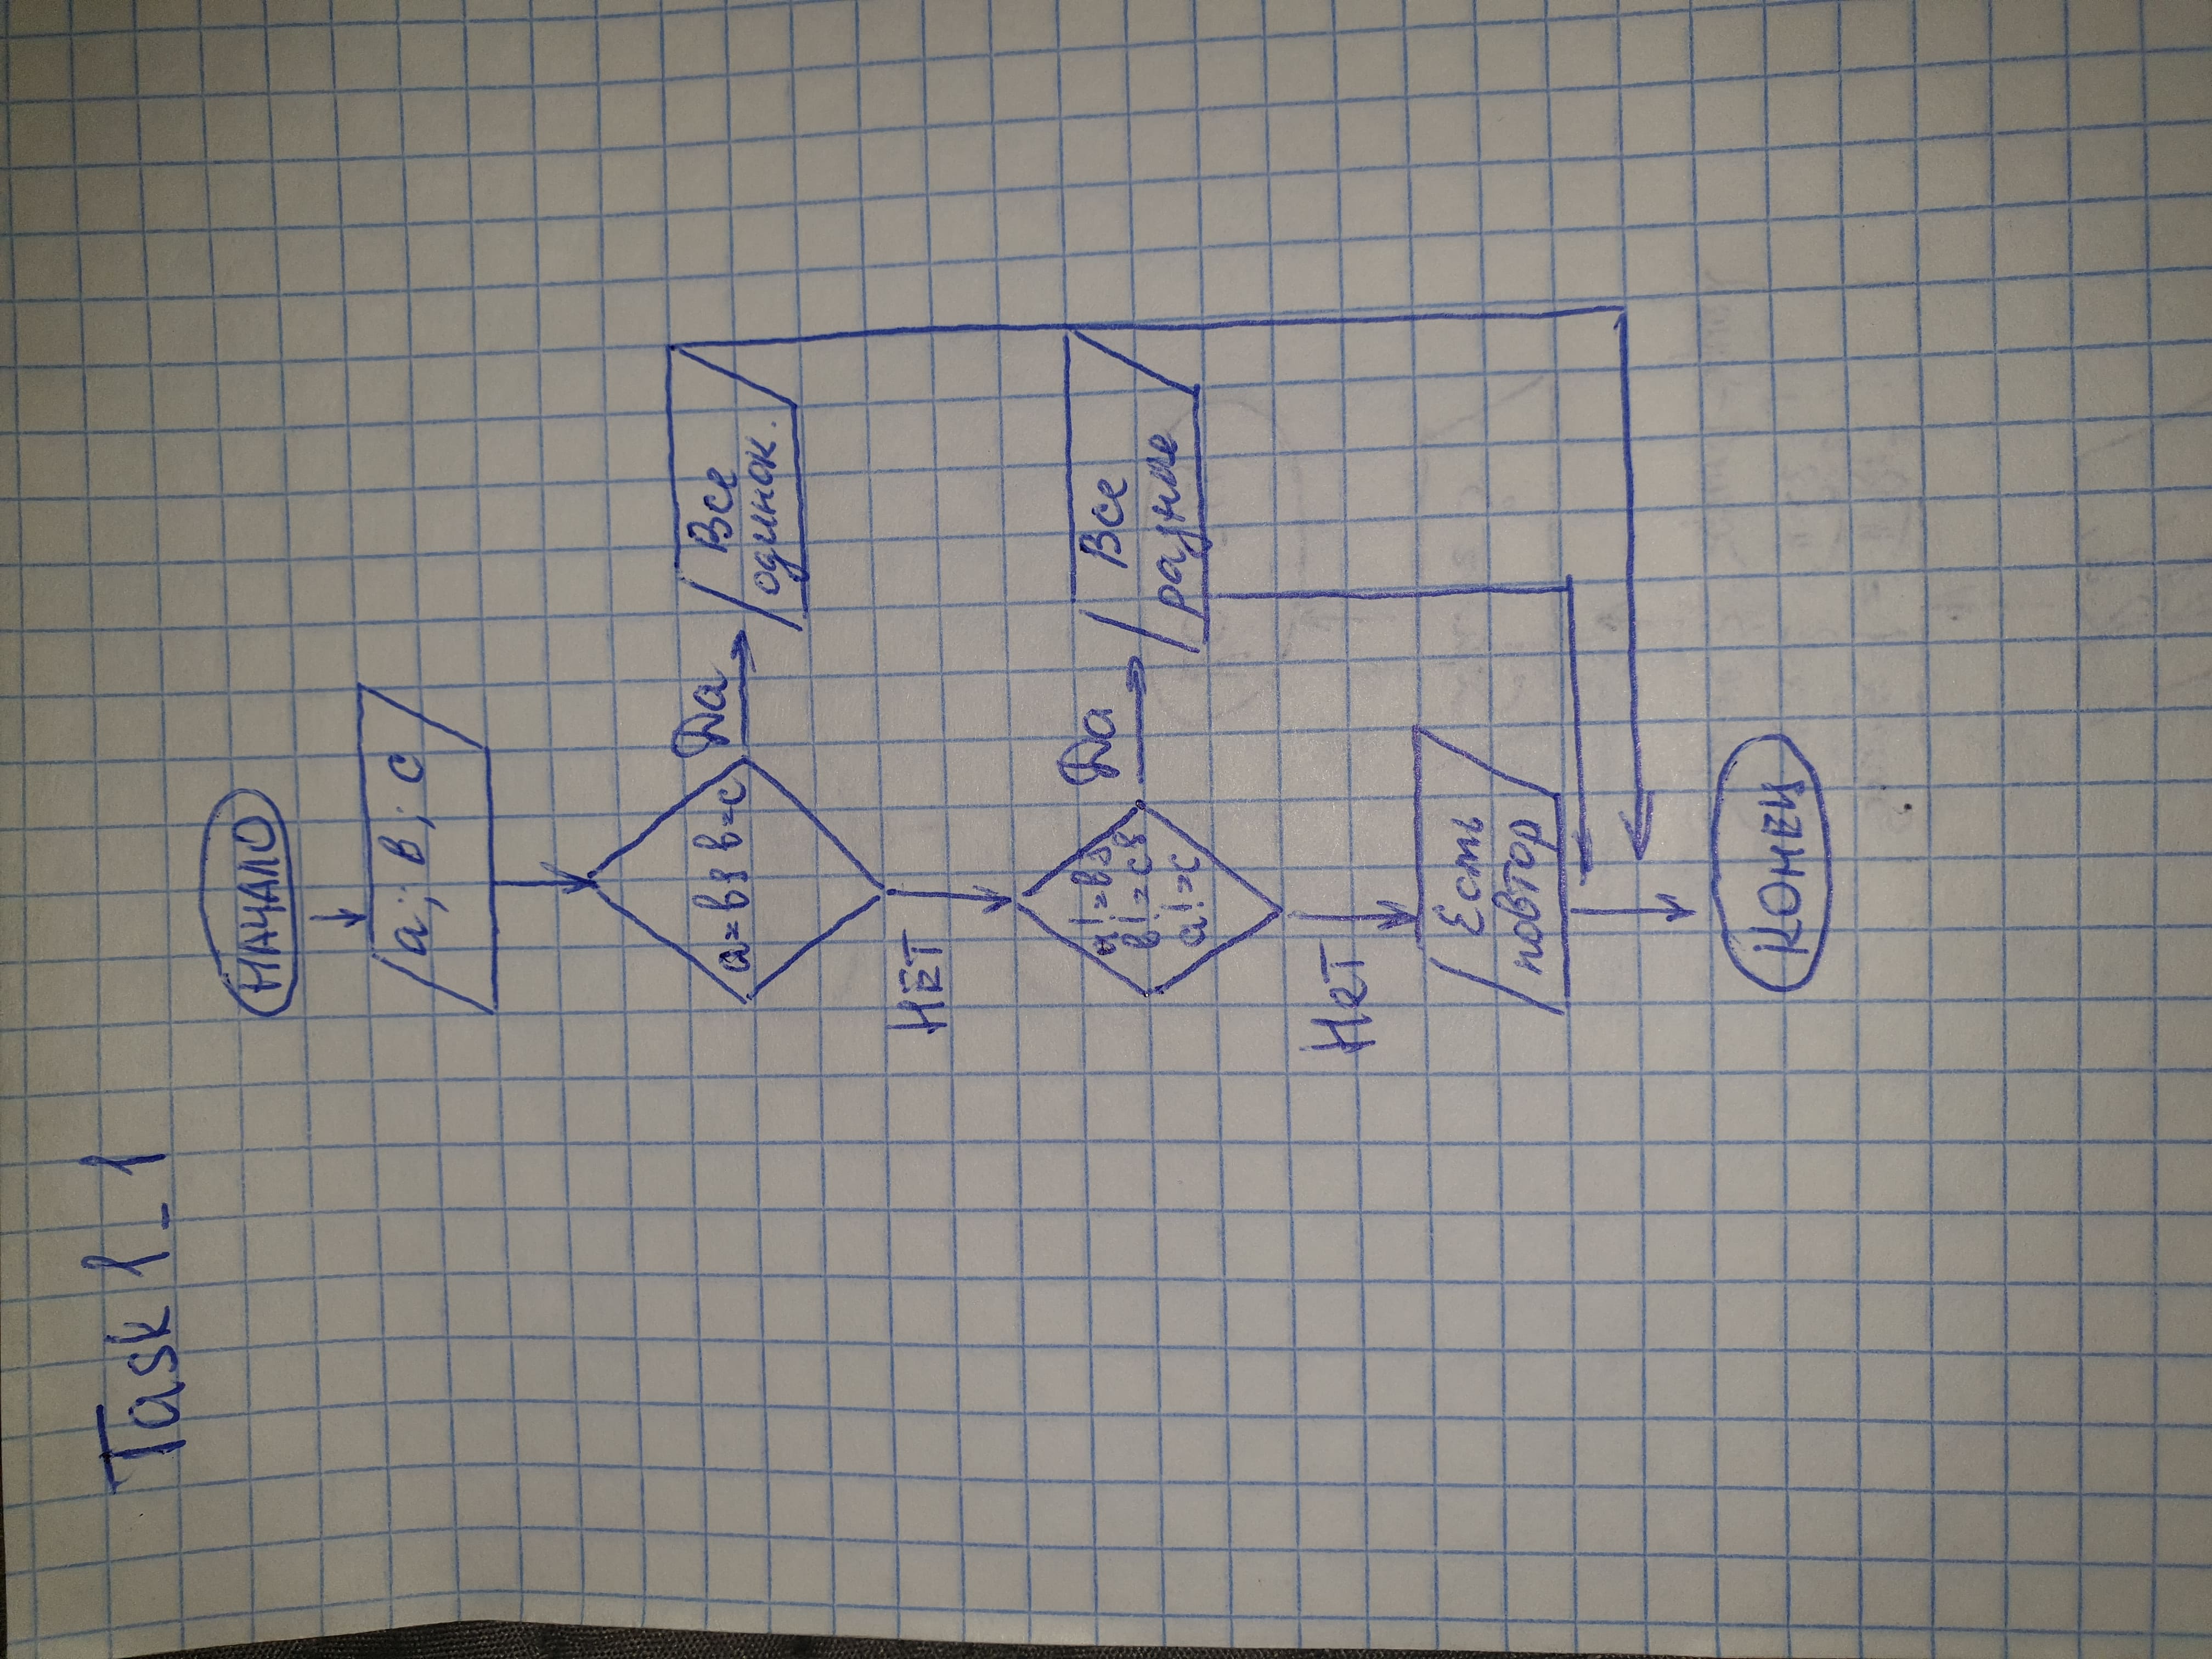 Task 1_1
НАЧАЛО
a; в; c
a=в & в=c
Да
Все
одинак.
НЕТ
a!=в &
в!=c &
a!=c
Да
Все
разные
НЕТ
Есть
повтор
КОНЕЦ